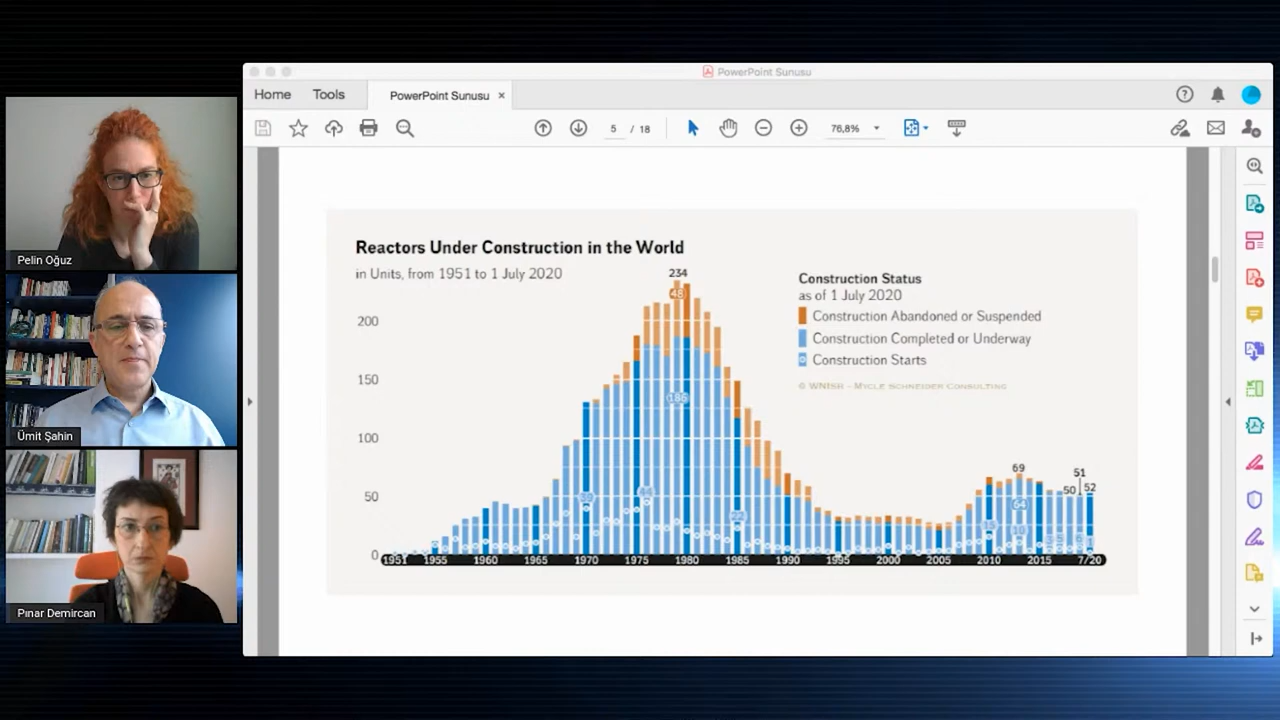 PowerPoint Sunusu
Home
Tools
PowerPoint Sunusu ×
5 / 18
76,8%
Pelin Oğuz
Ümit Şahin
Pınar Demircan
Reactors Under Construction in the World
in Units, from 1951 to 1 July 2020
Construction Status
as of 1 July 2020
Construction Abandoned or Suspended
Construction Completed or Underway
Construction Starts
© WNISR - MYCLE SCHNEIDER CONSULTING
234
48
200
186
150
100
69
51
50 52
64
50
0
1951 1955 1960 1965 1970 1975 1980 1985 1990 1995 2000 2005 2010 2015 7/20